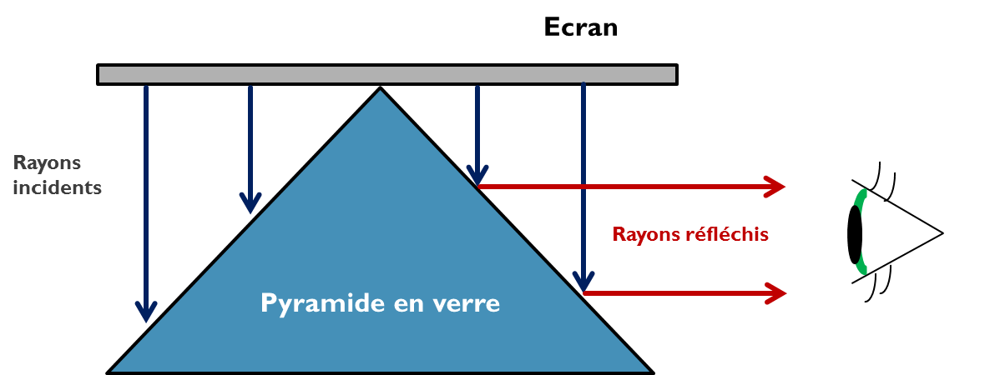 Ecran
Rayons
incidents
Rayons réfléchis
Pyramide en verre